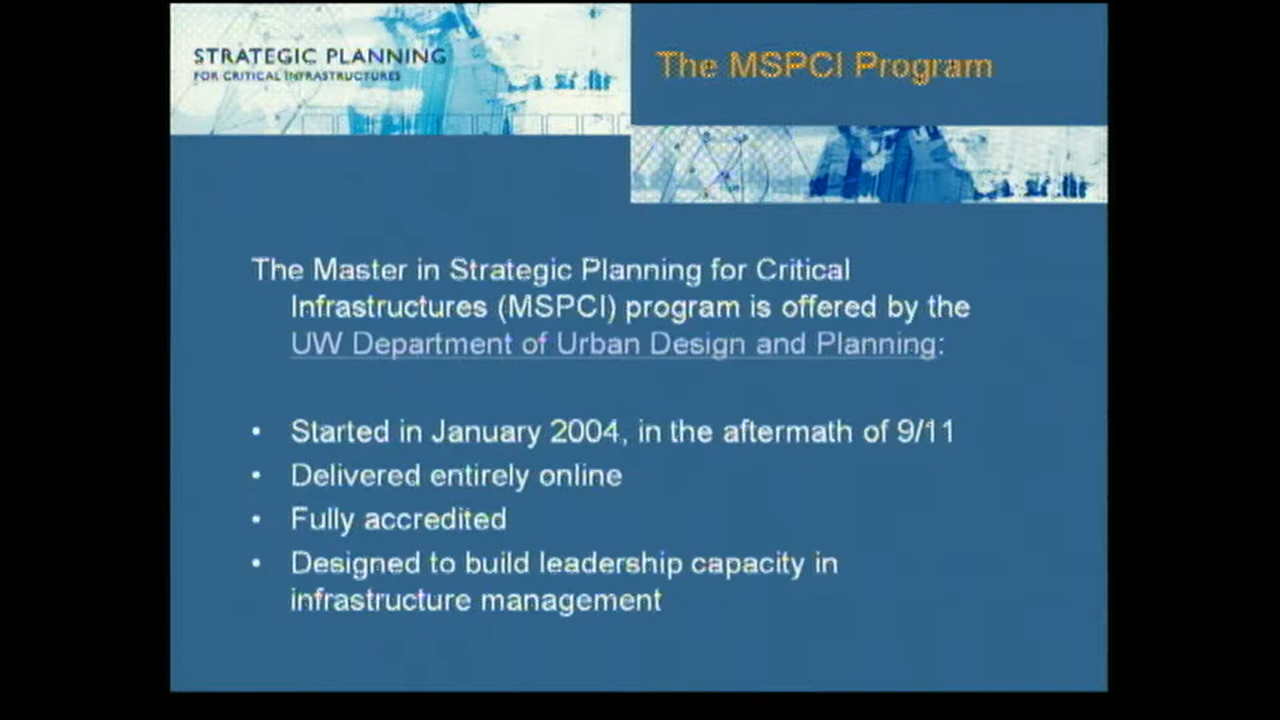 STRATEGIC PLANNING
FOR CRITICAL INFRASTRUCTURES
The MSPCI Program
The Master in Strategic Planning for Critical
Infrastructures (MSPCI) program is offered by the
UW Department of Urban Design and Planning:
• Started in January 2004, in the aftermath of 9/11
• Delivered entirely online
• Fully accredited
• Designed to build leadership capacity in
infrastructure management